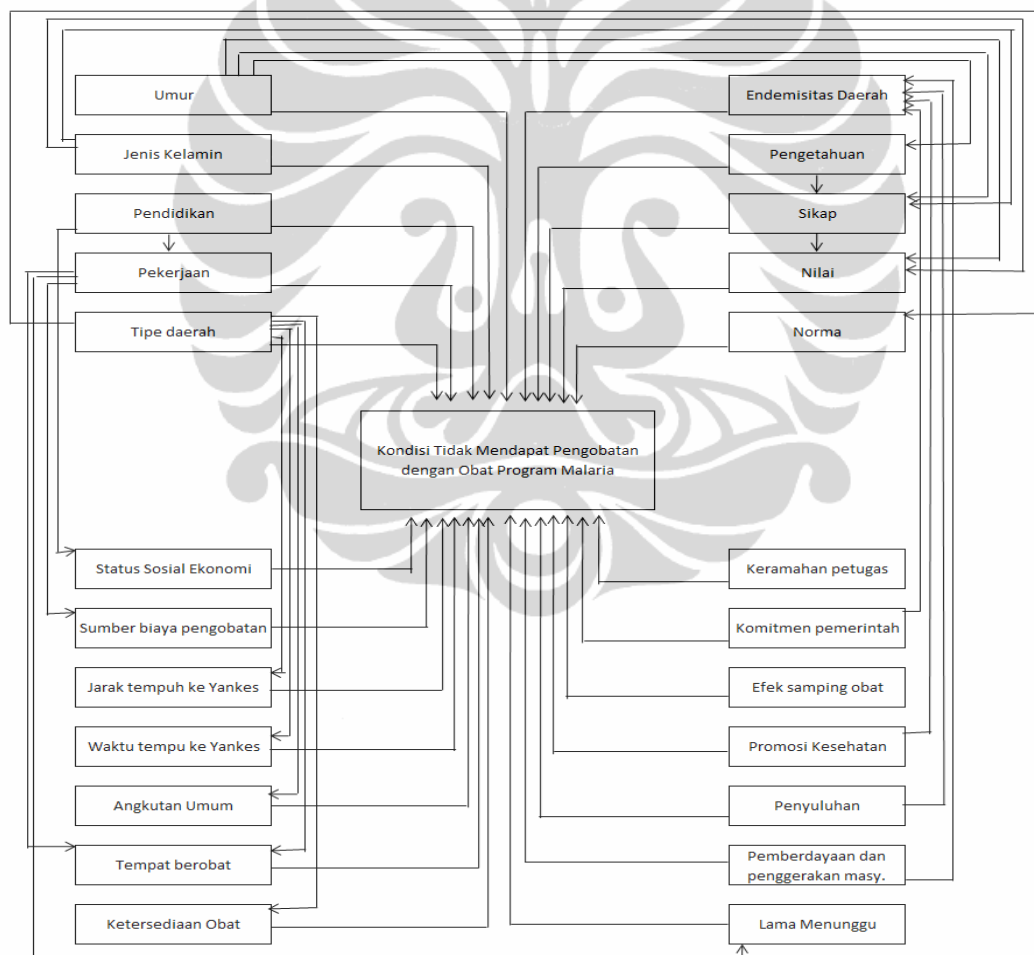 Umur
Endemisitas Daerah
Jenis Kelamin
Pengetahuan
Pendidikan
Sikap
Pekerjaan
Nilai
Tipe daerah
Norma
Kondisi Tidak Mendapat Pengobatan
dengan Obat Program Malaria
Status Sosial Ekonomi
Keramahan petugas
Sumber biaya pengobatan
Komitmen pemerintah
Jarak tempuh ke Yankes
Efek samping obat
Waktu tempu ke Yankes
Promosi Kesehatan
Angkutan Umum
Penyuluhan
Tempat berobat
Pemberdayaan dan
penggerakan masy.
Ketersediaan Obat
Lama Menunggu